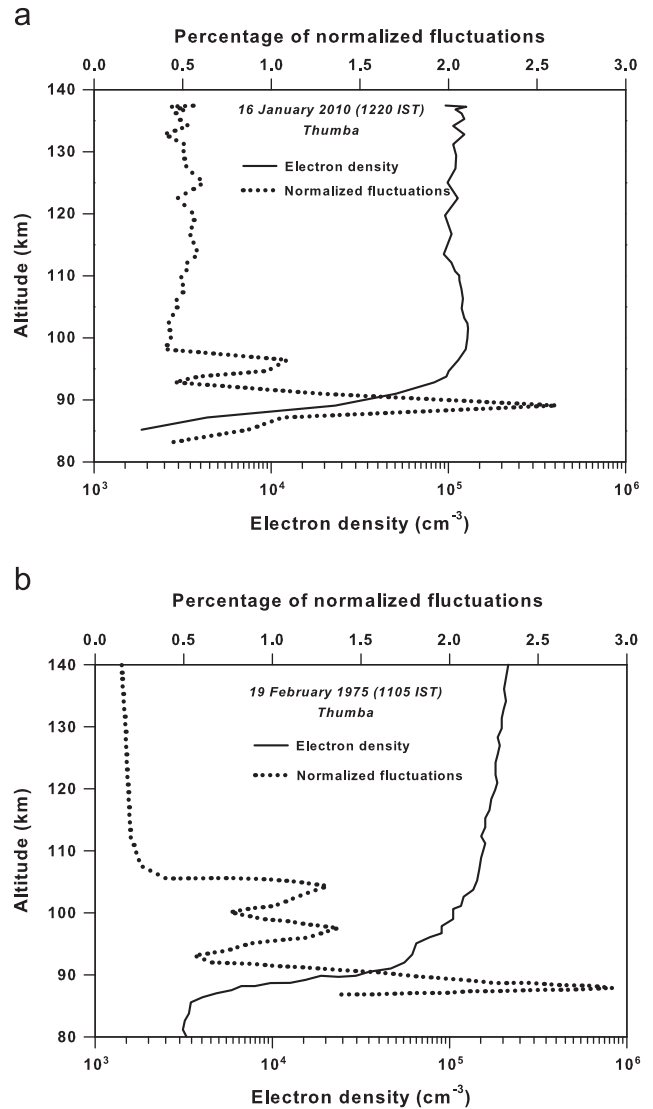 a
Percentage of normalized fluctuations
0.0 0.5 1.0 1.5 2.0 2.5 3.0
140
16 January 2010 (1220 IST)
Thumba
130
Electron density
Normalized fluctuations
120
Altitude (km)
110
100
90
80
10³ 10⁴ 10⁵ 10⁶
Electron density (cm⁻³)
b
Percentage of normalized fluctuations
0.0 0.5 1.0 1.5 2.0 2.5 3.0
140
19 February 1975 (1105 IST)
Thumba
130
Electron density
Normalized fluctuations
120
Altitude (km)
110
100
90
80
10³ 10⁴ 10⁵ 10⁶
Electron density (cm⁻³)